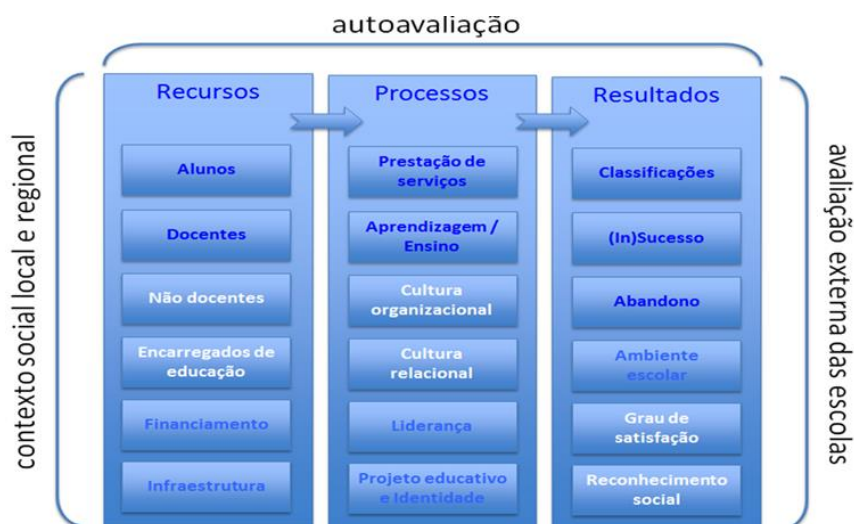 autoavaliação
contexto social local e regional
Recursos
Alunos
Docentes
Não docentes
Encarregados de
educação
Financiamento
Infraestrutura
Processos
Prestação de
serviços
Aprendizagem /
Ensino
Cultura
organizacional
Cultura
relacional
Liderança
Projeto educativo
e Identidade
Resultados
Classificações
(In)Sucesso
Abandono
Ambiente
escolar
Grau de
satisfação
Reconhecimento
social
avaliação externa das escolas